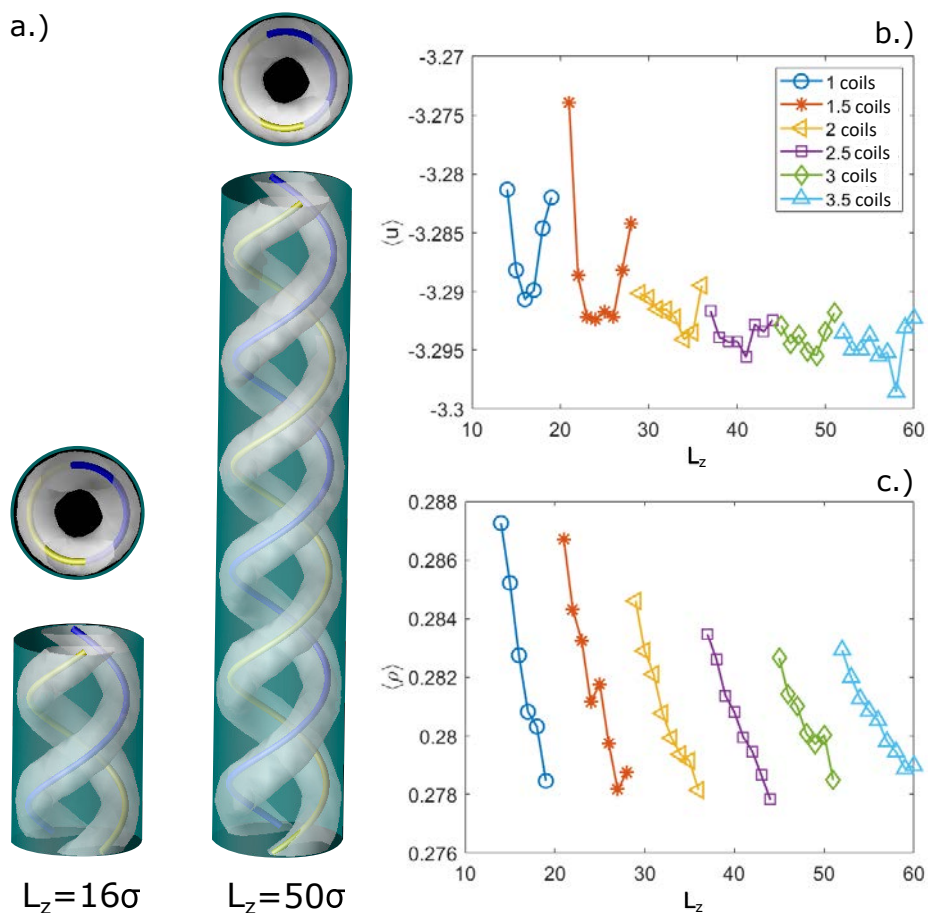 a.)
L_z=16σ
L_z=50σ
b.)
-3.27
-3.275
-3.28
-3.285
-3.29
-3.295
-3.3
⟨u⟩
1 coils
1.5 coils
2 coils
2.5 coils
3 coils
3.5 coils
10 20 30 40 50 60
L_z
c.)
0.288
0.286
0.284
0.282
0.28
0.278
0.276
⟨ρ⟩
10 20 30 40 50 60
L_z